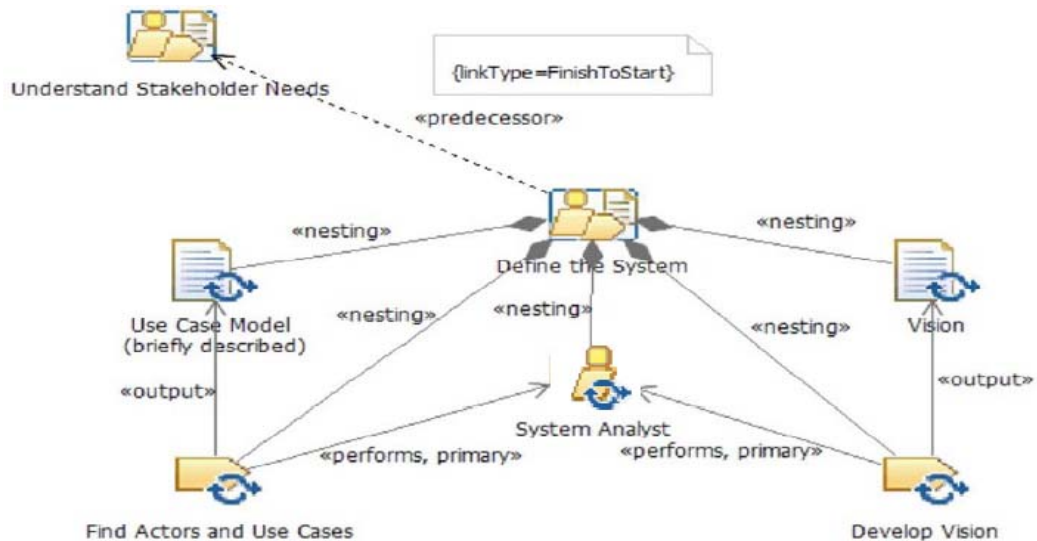 {linkType=FinishToStart}
Understand Stakeholder Needs
«predecessor»
«nesting»
«nesting»
Define the System
Use Case Model
(briefly described)
«nesting»
«nesting»
«nesting»
Vision
«output»
«output»
System Analyst
«performs, primary»
«performs, primary»
Find Actors and Use Cases
Develop Vision